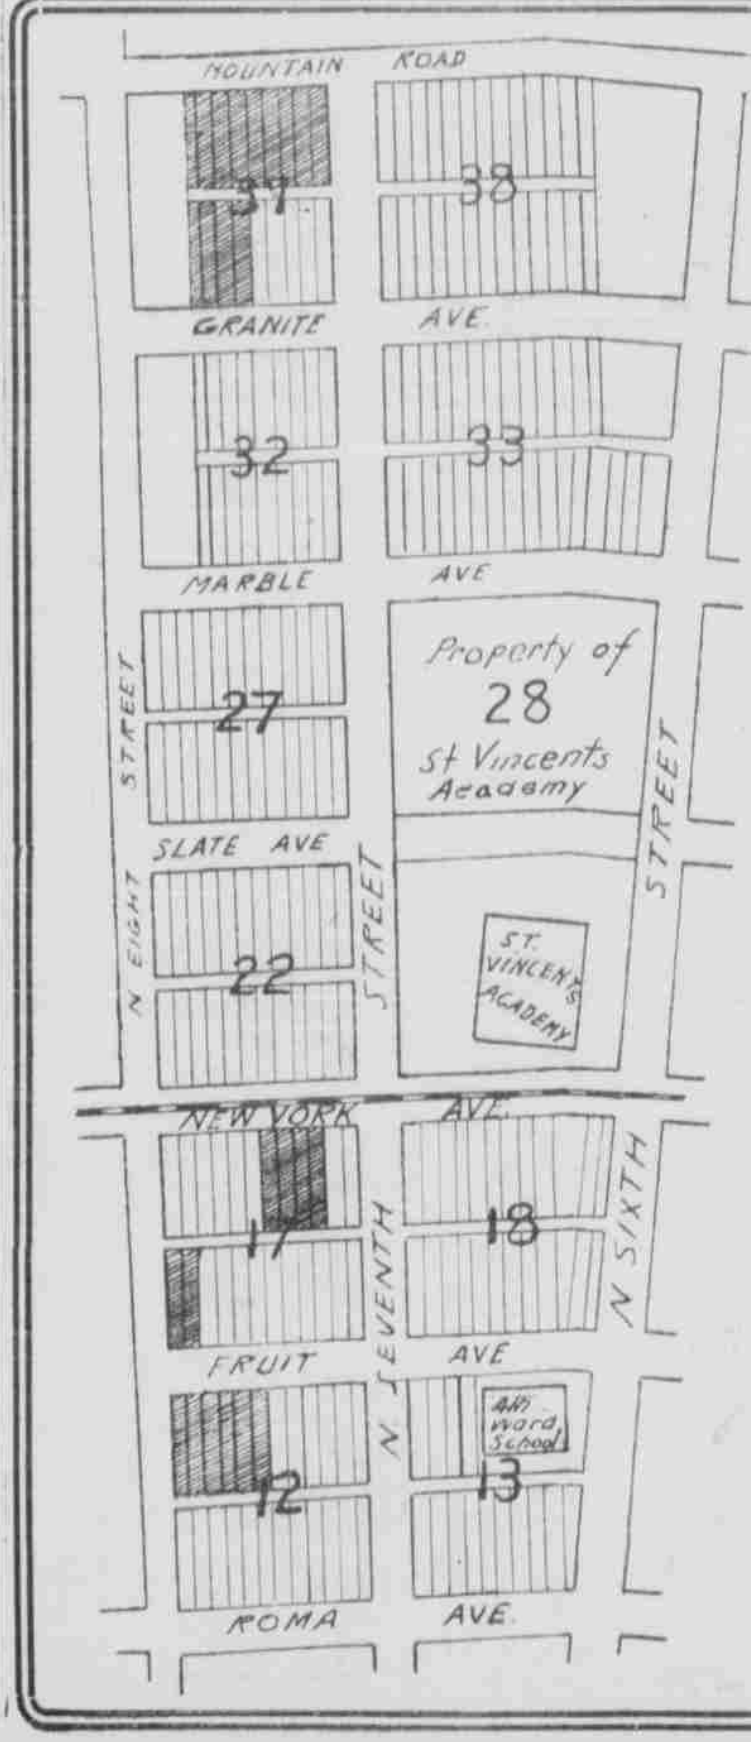 MOUNTAIN ROAD
37
38
GRANITE AVE.
32
33
MARBLE AVE
27
Property of
28
St Vincents
Academy
STREET
SLATE AVE
N EIGHT
22
STREET
STREET
ST.
VINCENTS
ACADEMY
NEW YORK AVE.
17
18
N SIXTH
N. SEVENTH
FRUIT AVE
4th
Ward
School
12
13
ROMA AVE.